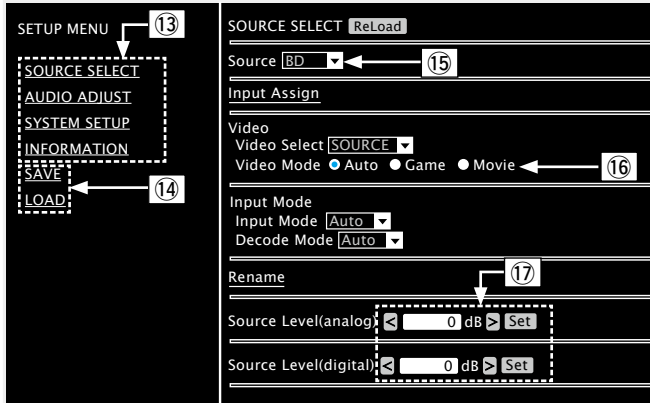 SETUP MENU
⑬
SOURCE SELECT
AUDIO ADJUST
SYSTEM SETUP
INFORMATION
SAVE
LOAD
⑭
SOURCE SELECT ReLoad
Source BD
⑮
Input Assign
Video
Video Select SOURCE
Video Mode Auto Game Movie
⑯
Input Mode
Input Mode Auto
Decode Mode Auto
Rename
⑰
Source Level(analog) < 0 dB > Set
Source Level(digital) < 0 dB > Set